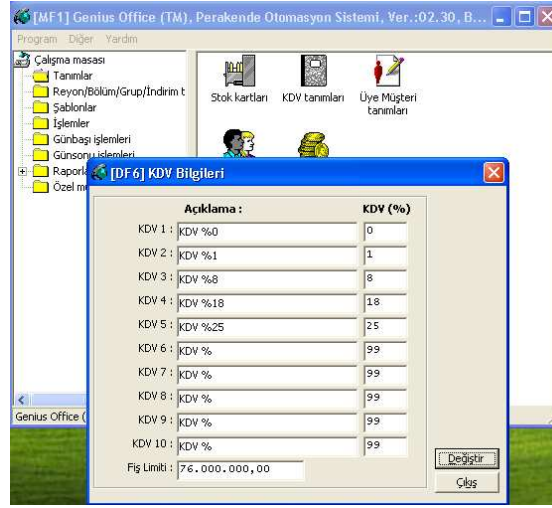 [MF1] Genius Office (TM), Perakende Otomasyon Sistemi, Ver.:02.30, B...
Program Diğer Yardım
Çalışma masası
Tanımlar
Reyon/Bölüm/Grup/İndirim t
Şablonlar
İşlemler
Günbaşı işlemleri
Günsonu işlemleri
Raporla
Özel m
Stok kartları KDV tanımları Üye Müşteri
tanımları
[DF6] KDV Bilgileri
Açıklama : KDV (%)
KDV 1 : KDV %0 0
KDV 2 : KDV %1 1
KDV 3 : KDV %8 8
KDV 4 : KDV %18 18
KDV 5 : KDV %25 25
KDV 6 : KDV % 99
KDV 7 : KDV % 99
KDV 8 : KDV % 99
KDV 9 : KDV % 99
KDV 10 : KDV % 99
Fiş Limiti : 76.000.000,00
Değiştir
Çıkış
Genius Office (